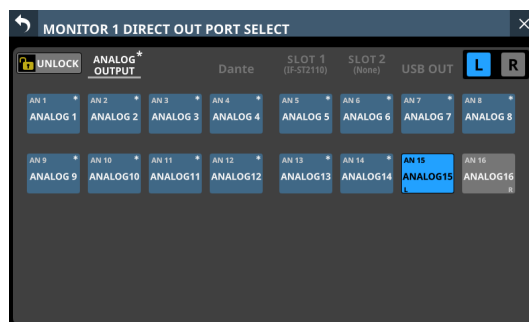 MONITOR 1 DIRECT OUT PORT SELECT
UNLOCK
ANALOG*
OUTPUT
Dante
SLOT 1
(IF-ST2110)
SLOT 2
(None)
USB OUT
L
R
AN 1 * AN 2 * AN 3 * AN 4 * AN 5 * AN 6 * AN 7 * AN 8 *
ANALOG 1 ANALOG 2 ANALOG 3 ANALOG 4 ANALOG 5 ANALOG 6 ANALOG 7 ANALOG 8
AN 9 * AN 10 * AN 11 * AN 12 * AN 13 * AN 14 * AN 15 AN 16
ANALOG 9 ANALOG10 ANALOG11 ANALOG12 ANALOG13 ANALOG14 ANALOG15 ANALOG16
L R